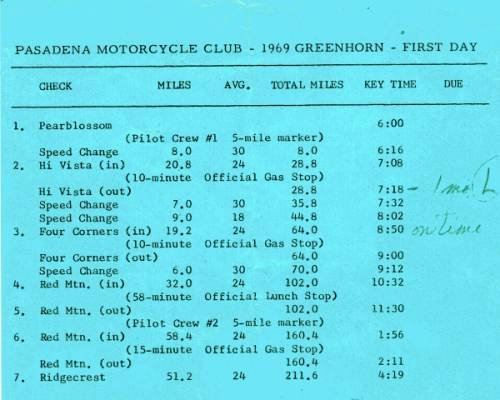 PASADENA MOTORCYCLE CLUB - 1969 GREENHORN - FIRST DAY
CHECK MILES AVG. TOTAL MILES KEY TIME DUE
1. Pearblossom 6:00
(Pilot Crew #1 5-mile marker)
Speed Change 8.0 30 8.0 6:16
2. Hi Vista (in) 20.8 24 28.8 7:08
(10-minute Official Gas Stop)
Hi Vista (out) 28.8 7:18 - 1 mo L
Speed Change 7.0 30 35.8 7:32
Speed Change 9.0 18 44.8 8:02
3. Four Corners (in) 19.2 24 64.0 8:50 on time
(10-minute Official Gas Stop)
Four Corners (out) 64.0 9:00
Speed Change 6.0 30 70.0 9:12
4. Red Mtn. (in) 32.0 24 102.0 10:32
(58-minute Official Lunch Stop)
5. Red Mtn. (out) 102.0 11:30
(Pilot Crew #2 5-mile marker)
6. Red Mtn. (in) 58.4 24 160.4 1:56
(15-minute Official Gas Stop)
Red Mtn. (out) 160.4 2:11
7. Ridgecrest 51.2 24 211.6 4:19